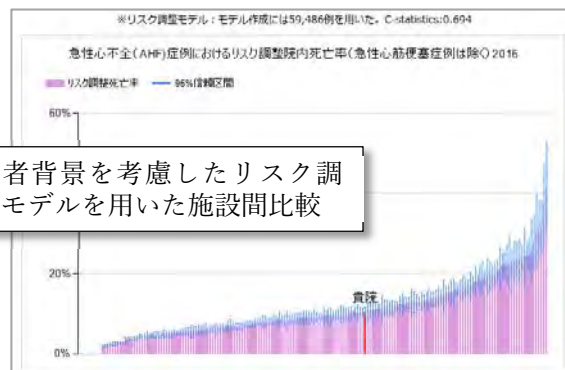 ※リスク調整モデル：モデル作成には59,486例を用いた。C-statistics:0.694
急性心不全(AHF)症例におけるリスク調整院内死亡率(急性心筋梗塞症例は除く)2016
リスク調整死亡率 95%信頼区間
60%
者背景を考慮したリスク調
モデルを用いた施設間比較
20%
貴院
0%